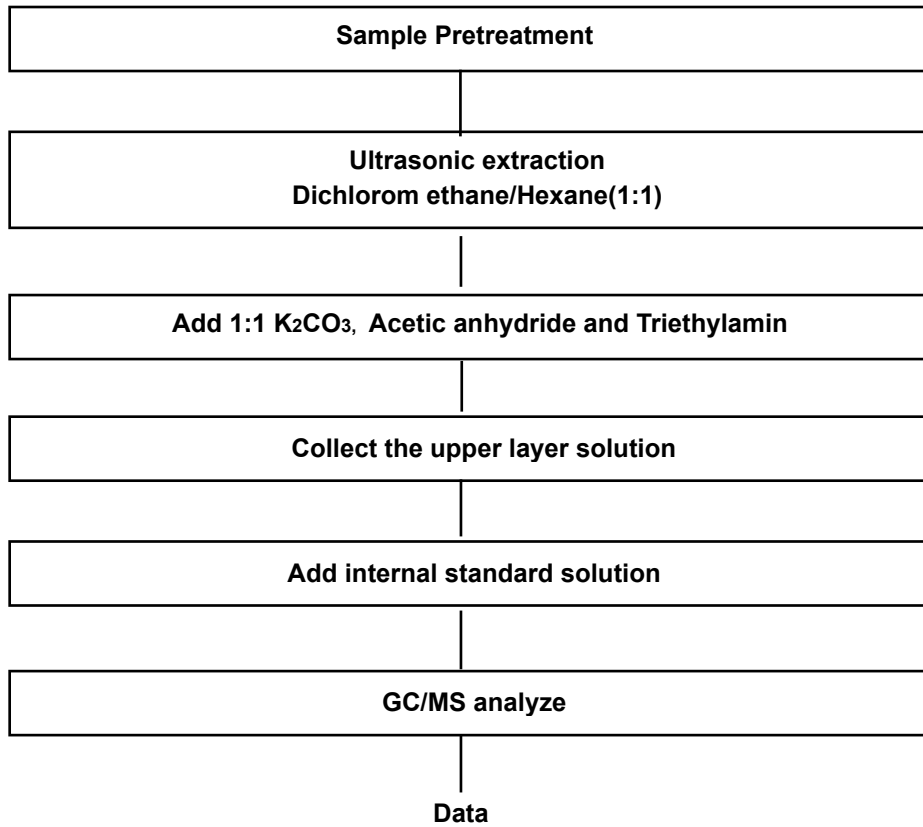 Sample Pretreatment
Ultrasonic extraction
Dichlorom ethane/Hexane(1:1)
Add 1:1 K₂CO₃, Acetic anhydride and Triethylamin
Collect the upper layer solution
Add internal standard solution
GC/MS analyze
Data